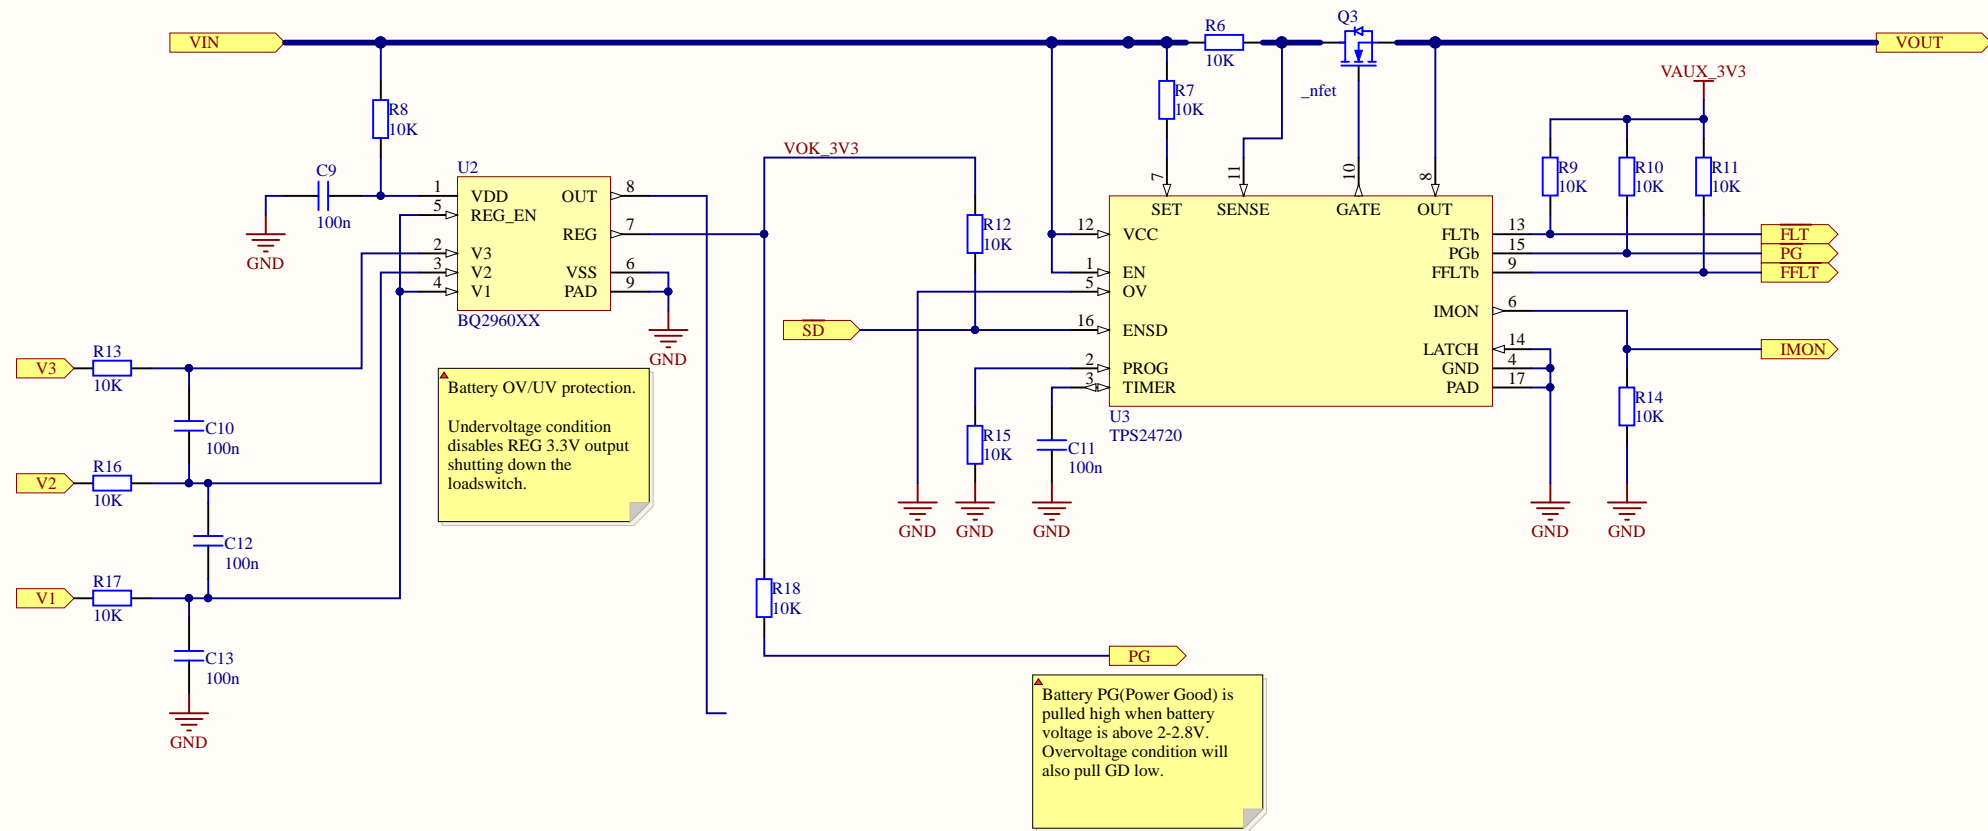 VIN
VOUT
R6
10K
Q3
_nfet
VAUX_3V3
R8
10K
R7
10K
C9
100n
GND
U2
1
5
2
3
4
VDD
REG_EN
V3
V2
V1
OUT
REG
VSS
PAD
8
7
6
9
BQ2960XX
GND
VOK_3V3
R12
10K
7
11
10
8
SET
SENSE
GATE
OUT
12
1
5
16
2
3
VCC
EN
OV
ENSD
PROG
TIMER
FLTb
PGb
FFLTb
IMON
LATCH
GND
PAD
13
15
9
6
14
4
17
U3
TPS24720
R9
10K
R10
10K
R11
10K
FLT
PG
FFLT
IMON
SD
R14
10K
R15
10K
C11
100n
GND
GND
GND
GND
GND
V3
R13
10K
C10
100n
V2
R16
10K
C12
100n
V1
R17
10K
C13
100n
GND
Battery OV/UV protection.
Undervoltage condition
disables REG 3.3V output
shutting down the
loadswitch.
R18
10K
PG
Battery PG(Power Good) is
pulled high when battery
voltage is above 2-2.8V.
Overvoltage condition will
also pull GD low.